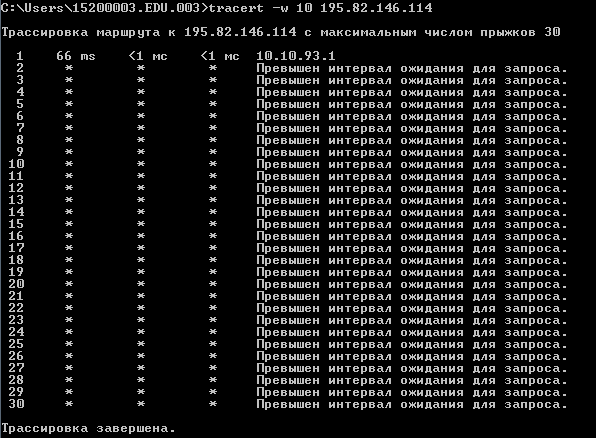 C:\Users\15200003.EDU.003>tracert -w 10 195.82.146.114
Трассировка маршрута к 195.82.146.114 с максимальным числом прыжков 30
1 66 ms <1 мс <1 мс 10.10.93.1
2 * * * Превышен интервал ожидания для запроса.
3 * * * Превышен интервал ожидания для запроса.
4 * * * Превышен интервал ожидания для запроса.
5 * * * Превышен интервал ожидания для запроса.
6 * * * Превышен интервал ожидания для запроса.
7 * * * Превышен интервал ожидания для запроса.
8 * * * Превышен интервал ожидания для запроса.
9 * * * Превышен интервал ожидания для запроса.
10 * * * Превышен интервал ожидания для запроса.
11 * * * Превышен интервал ожидания для запроса.
12 * * * Превышен интервал ожидания для запроса.
13 * * * Превышен интервал ожидания для запроса.
14 * * * Превышен интервал ожидания для запроса.
15 * * * Превышен интервал ожидания для запроса.
16 * * * Превышен интервал ожидания для запроса.
17 * * * Превышен интервал ожидания для запроса.
18 * * * Превышен интервал ожидания для запроса.
19 * * * Превышен интервал ожидания для запроса.
20 * * * Превышен интервал ожидания для запроса.
21 * * * Превышен интервал ожидания для запроса.
22 * * * Превышен интервал ожидания для запроса.
23 * * * Превышен интервал ожидания для запроса.
24 * * * Превышен интервал ожидания для запроса.
25 * * * Превышен интервал ожидания для запроса.
26 * * * Превышен интервал ожидания для запроса.
27 * * * Превышен интервал ожидания для запроса.
28 * * * Превышен интервал ожидания для запроса.
29 * * * Превышен интервал ожидания для запроса.
30 * * * Превышен интервал ожидания для запроса.
Трассировка завершена.